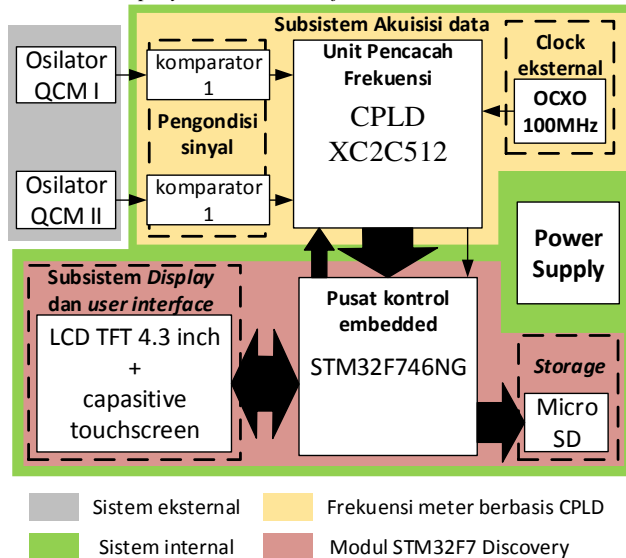 Subsistem Akuisisi data
Osilator
QCM I
komparator
1
Unit Pencacah
Frekuensi
CPLD
XC2C512
Clock
eksternal
OCXO
100MHz
Pengondisi
sinyal
Osilator
QCM II
komparator
1
Power
Supply
Subsistem Display
dan user interface
LCD TFT 4.3 inch
+
capasitive
touchscreen
Pusat kontrol
embedded
STM32F746NG
Storage
Micro
SD
Sistem eksternal
Frekuensi meter berbasis CPLD
Sistem internal
Modul STM32F7 Discovery